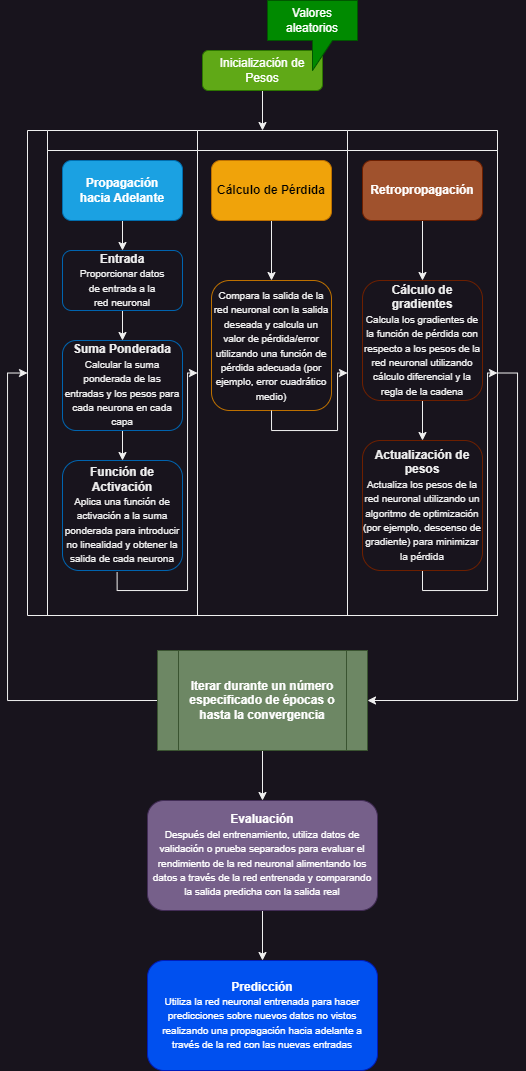 Valores
aleatorios
Inicialización de
Pesos
Propagación
hacia Adelante
Entrada
Proporcionar datos
de entrada a la
red neuronal
Suma Ponderada
Calcular la suma
ponderada de las
entradas y los pesos para
cada neurona en cada
capa
Función de
Activación
Aplica una función de
activación a la suma
ponderada para introducir
no linealidad y obtener la
salida de cada neurona
Cálculo de Pérdida
Compara la salida de la
red neuronal con la salida
deseada y calcula un
valor de pérdida/error
utilizando una función de
pérdida adecuada (por
ejemplo, error cuadrático
medio)
Retropropagación
Cálculo de
gradientes
Calcula los gradientes de
la función de pérdida con
respecto a los pesos de la
red neuronal utilizando
cálculo diferencial y la
regla de la cadena
Actualización de
pesos
Actualiza los pesos de la
red neuronal utilizando un
algoritmo de optimización
(por ejemplo, descenso de
gradiente) para minimizar
la pérdida
Iterar durante un número
especificado de épocas o
hasta la convergencia
Evaluación
Después del entrenamiento, utiliza datos de
validación o prueba separados para evaluar el
rendimiento de la red neuronal alimentando los
datos a través de la red entrenada y comparando
la salida predicha con la salida real
Predicción
Utiliza la red neuronal entrenada para hacer
predicciones sobre nuevos datos no vistos
realizando una propagación hacia adelante a
través de la red con las nuevas entradas